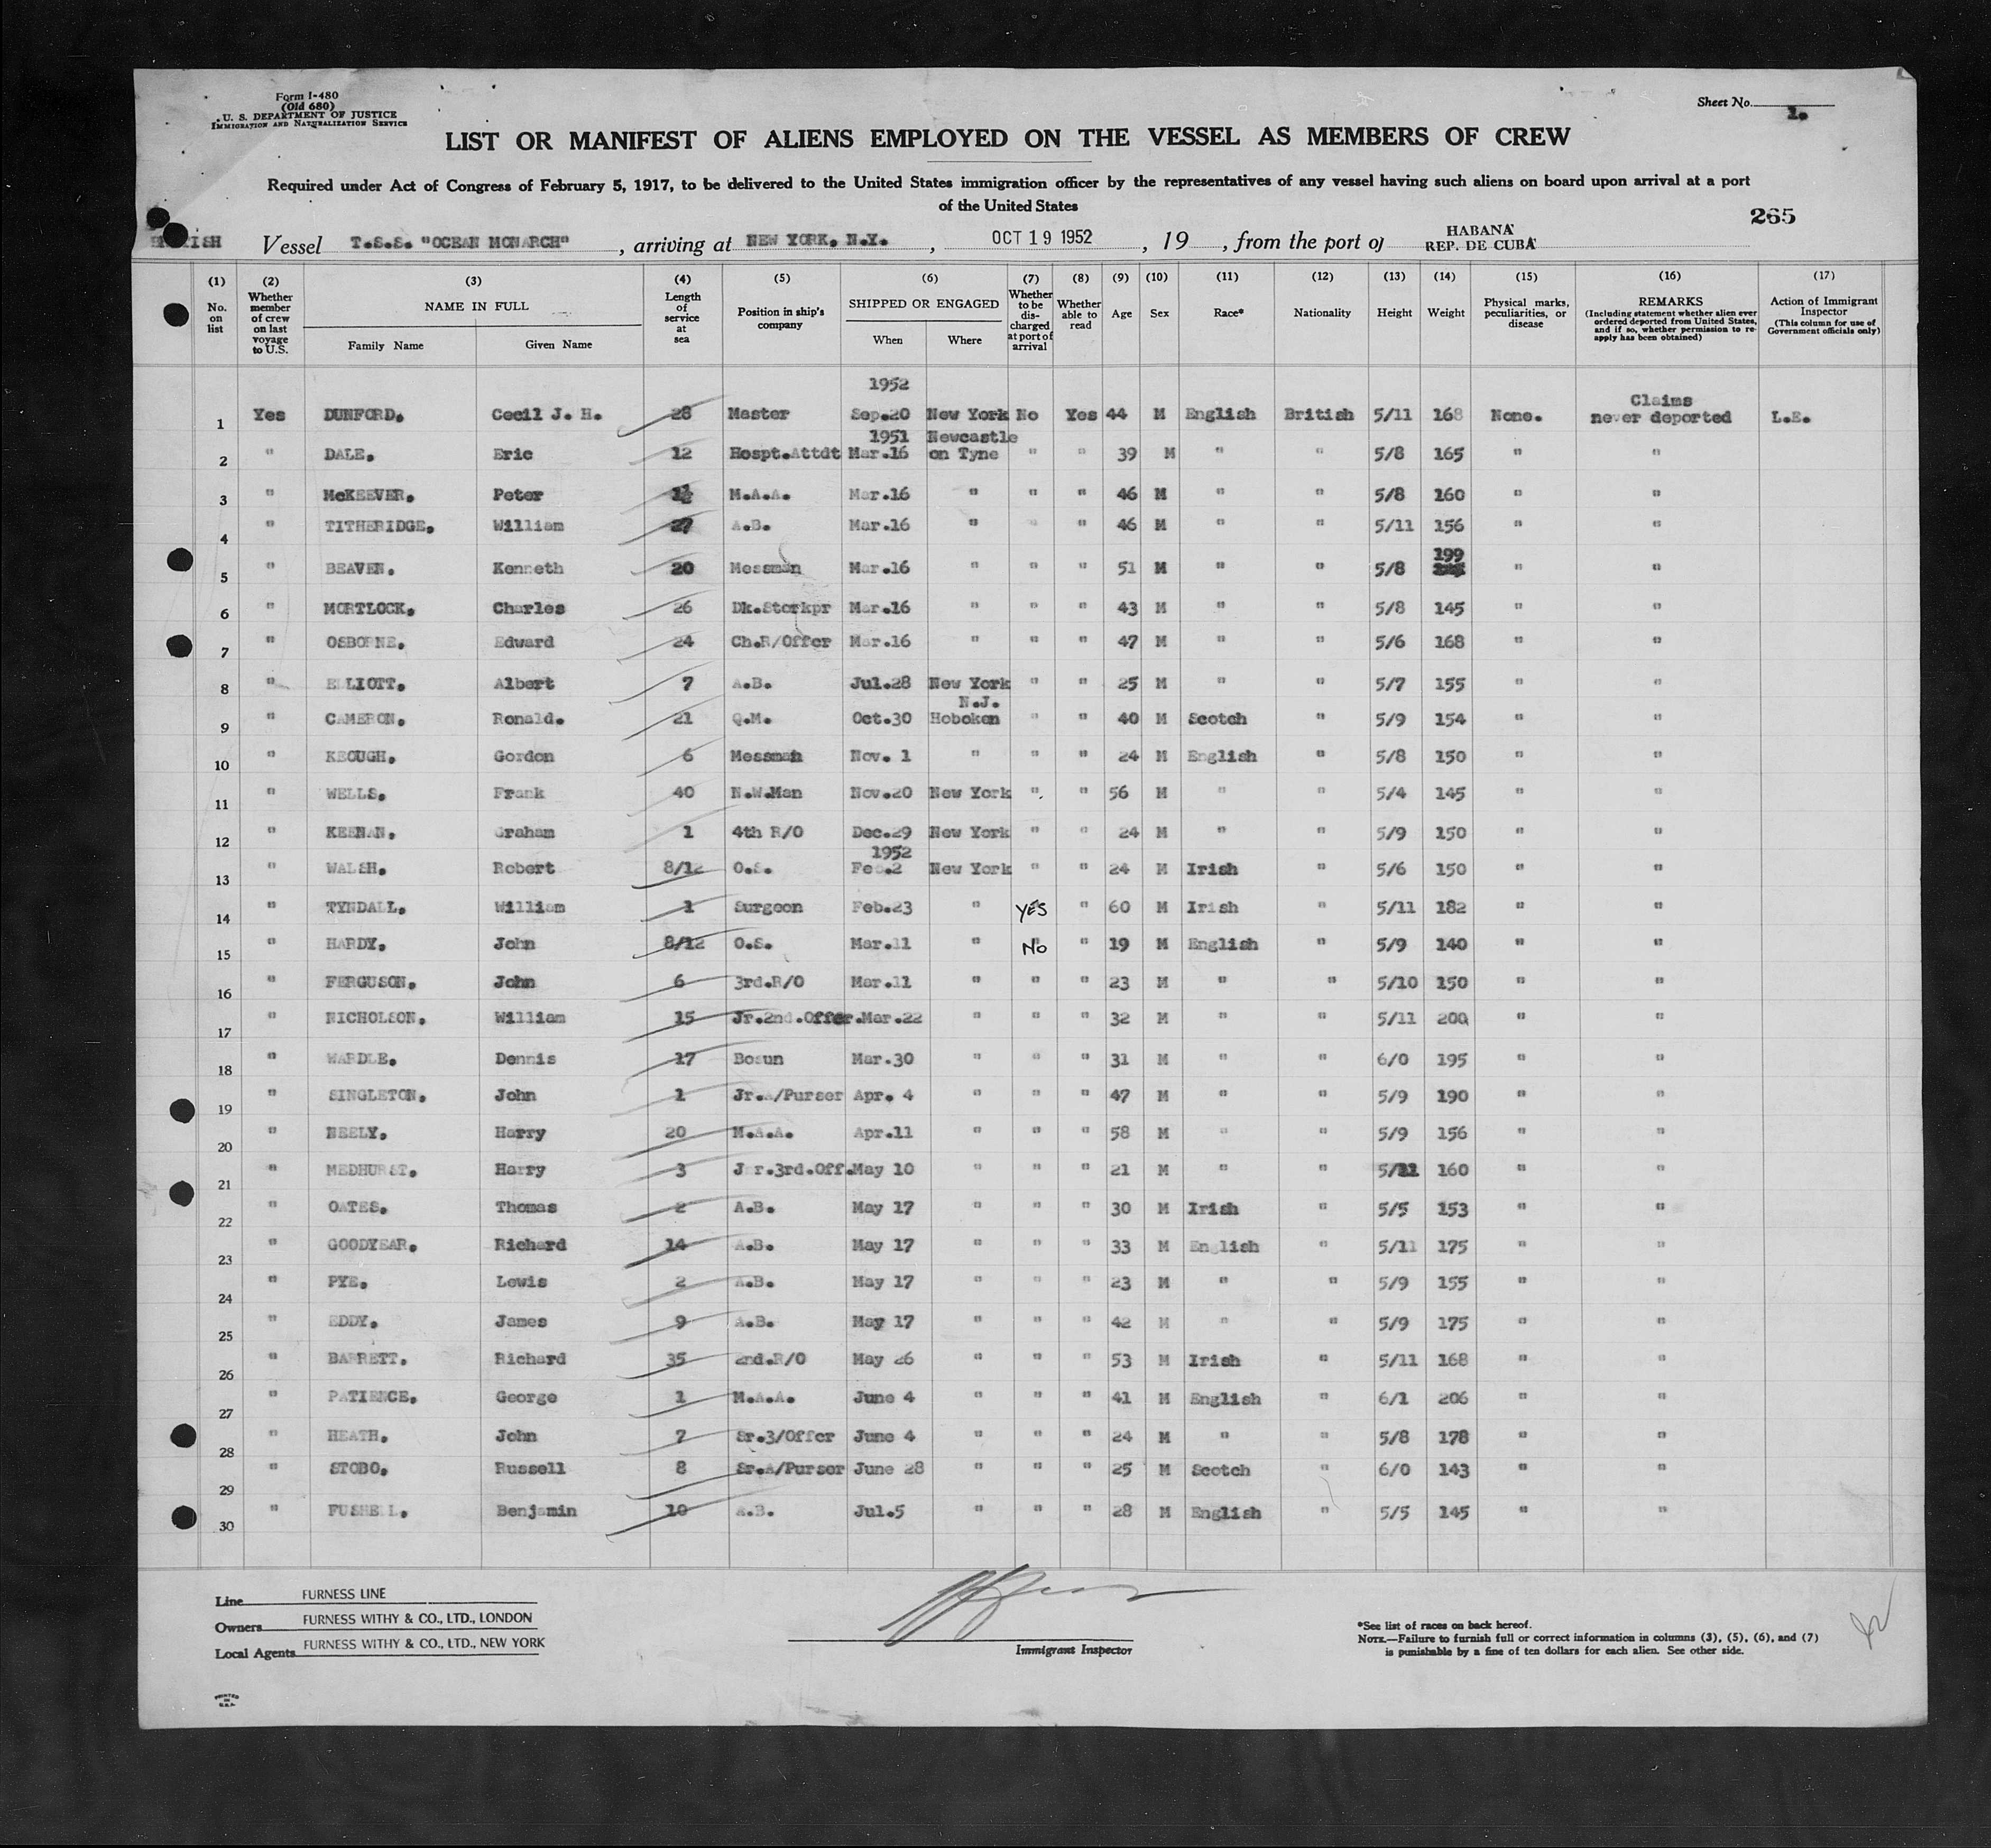 Form I-480
(Old 680)
U. S. DEPARTMENT OF JUSTICE
IMMIGRATION AND NATURALIZATION SERVICE
Sheet No. 1.
LIST OR MANIFEST OF ALIENS EMPLOYED ON THE VESSEL AS MEMBERS OF CREW
Required under Act of Congress of February 5, 1917, to be delivered to the United States immigration officer by the representatives of any vessel having such aliens on board upon arrival at a port
of the United States
265
Vessel T.S.S. "OCEAN MONARCH", arriving at NEW YORK, N.Y., OCT 19 1952, 19 , from the port of HABANA REP. DE CUBA
(1) (2) (3) (4) (5) (6) (7) (8) (9) (10) (11) (12) (13) (14) (15) (16) (17)
No. on list
Whether member of crew on last voyage to U.S.
NAME IN FULL
Family Name Given Name
Length of service at sea
Position in ship's company
SHIPPED OR ENGAGED
When Where
Whether to be discharged at port of arrival
Whether able to read
Age
Sex
Race*
Nationality
Height
Weight
Physical marks, peculiarities, or disease
REMARKS
(Including statement whether alien ever ordered deported from United States, and if so, whether permission to re-apply has been obtained)
Action of Immigrant Inspector
(This column for use of Government officials only)
1952
Claims
1 Yes DUNFORD, Cecil J. H. 28 Master Sep.20 New York No Yes 44 M English British 5/11 168 None. never deported L.E.
1951 Newcastle
2 " DALE, Eric 12 Hospt.Attdt Mar.16 on Tyne " " 39 M " " 5/8 165 " "
3 " McKEEVER, Peter M.A.A. Mar.16 " " " 46 M " " 5/8 160 " "
4 " TITHERIDGE, William 27 A.B. Mar.16 " " " 46 M " " 5/11 156 " "
199
5 " BEAVEN, Kenneth 20 Messman Mar.16 " " " 51 M " " 5/8 " "
6 " MORTLOCK, Charles 26 Dk.Storkpr Mar.16 " " " 43 M " " 5/8 145 " "
7 " OSBORNE, Edward 24 Ch.R/Offer Mar.16 " " " 47 M " " 5/6 168 " "
8 " ELLIOTT, Albert 7 A.B. Jul.28 New York " " 25 M " " 5/7 155 " "
N.J.
9 " CAMERON, Ronald. 21 Q.M. Oct.30 Hoboken " " 40 M Scotch " 5/9 154 " "
10 " KEOUGH, Gordon 6 Messman Nov. 1 " " " 24 M English " 5/8 150 " "
11 " WELLS, Frank 40 N.W.Man Nov.20 New York " " 56 M " " 5/4 145 " "
12 " KEENAN, Graham 1 4th R/O Dec.29 New York " " 24 M " " 5/9 150 " "
1952
13 " WALSH, Robert 8/12 O.S. Feb.2 New York " " 24 M Irish " 5/6 150 " "
14 " TYNDALL, William 1 Surgeon Feb.23 " YES " 60 M Irish " 5/11 182 " "
15 " HARDY, John 8/12 O.S. Mar.11 " No " 19 M English " 5/9 140 " "
16 " FERGUSON, John 6 3rd.R/O Mar.11 " " " 23 M " " 5/10 150 " "
17 " NICHOLSON, William 15 Jr.2nd.Offer. Mar.22 " " " 32 M " " 5/11 200 " "
18 " WARDLE, Dennis 17 Bosun Mar.30 " " " 31 M " " 6/0 195 " "
19 " SINGLETON, John 1 Jr.A/Purser Apr. 4 " " " 47 M " " 5/9 190 " "
20 " NEELY, Harry 20 M.A.A. Apr.11 " " " 58 M " " 5/9 156 " "
21 " MEDHURST, Harry 3 Jnr.3rd.Off. May 10 " " " 21 M " " 5/11 160 " "
22 " OATES, Thomas 2 A.B. May 17 " " " 30 M Irish " 5/5 153 " "
23 " GOODYEAR, Richard 14 A.B. May 17 " " " 33 M English " 5/11 175 " "
24 " PYE, Lewis 2 A.B. May 17 " " " 23 M " " 5/9 155 " "
25 " EDDY, James 9 A.B. May 17 " " " 42 M " " 5/9 175 " "
26 " BARRETT, Richard 35 2nd.R/O May 26 " " " 53 M Irish " 5/11 168 " "
27 " PATIENCE, George 1 M.A.A. June 4 " " " 41 M English " 6/1 206 " "
28 " HEATH, John 7 Sr.3/Offer June 4 " " " 24 M " " 5/8 178 " "
29 " STOBO, Russell 8 Sr.A/Purser June 28 " " " 25 M Scotch " 6/0 143 " "
30 " FUSHELL, Benjamin 10 A.B. Jul.5 " " " 28 M English " 5/5 145 " "
Line FURNESS LINE
Owners FURNESS WITHY & CO., LTD., LONDON
Local Agents FURNESS WITHY & CO., LTD., NEW YORK
Immigrant Inspector
*See list of races on back hereof.
NOTE.—Failure to furnish full or correct information in columns (3), (5), (6), and (7)
is punishable by a fine of ten dollars for each alien. See other side.
PRINTED IN U.S.A.